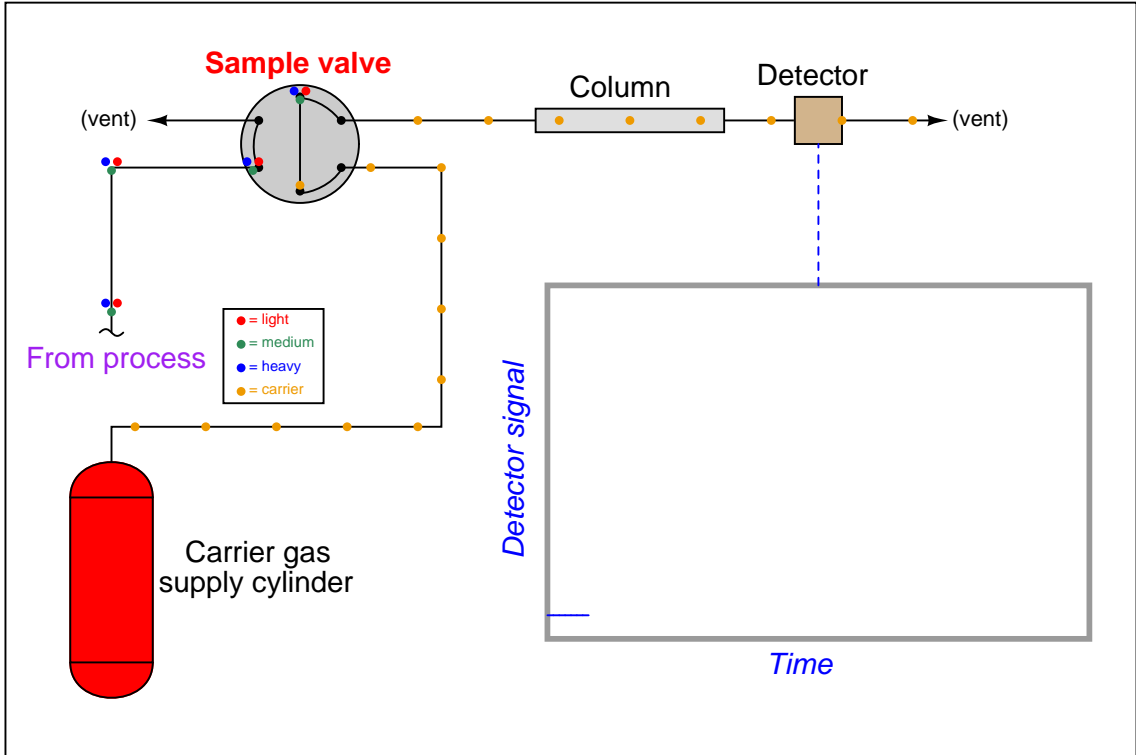 Sample valve
Column
Detector
(vent)
(vent)
From process
= light
= medium
= heavy
= carrier
Carrier gas
supply cylinder
Detector signal
Time